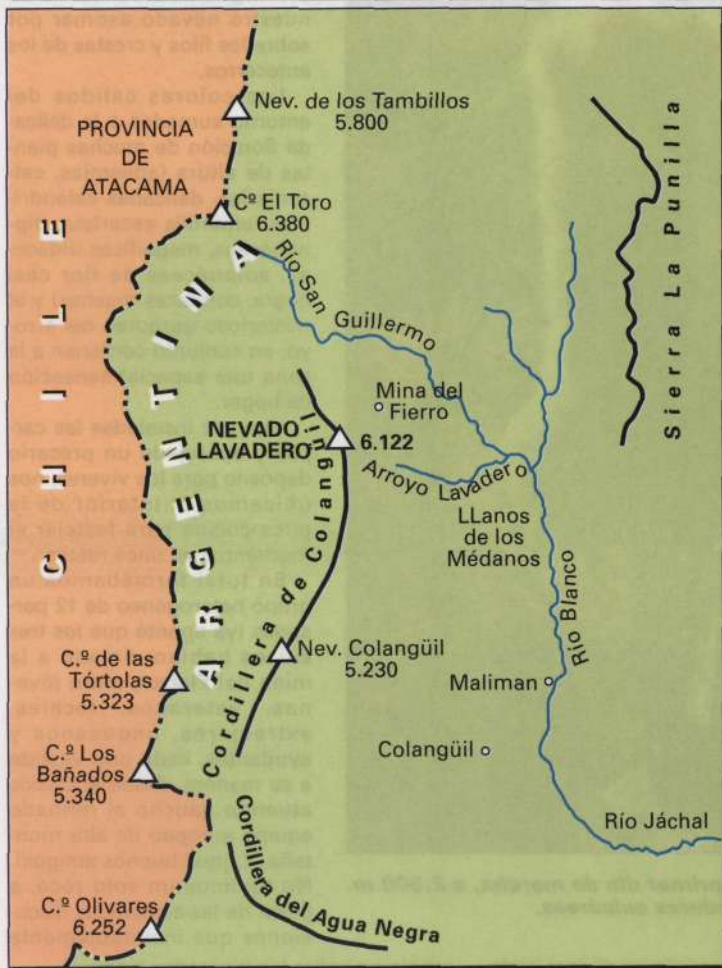 Nev. de los Tambillos
5.800
PROVINCIA
DE
ATACAMA
C.º El Toro
6.380
CHILE
ARGENTINA
Río San Guillermo
Sierra La Punilla
Mina del
Fierro
NEVADO
LAVADERO
6.122
Arroyo Lavadero
Cordillera de Colangüil
LLanos
de los
Médanos
Río Blanco
Nev. Colangüil
5.230
C.º de las
Tórtolas
5.323
Maliman
Colangüil
C.º Los
Bañados
5.340
Río Jáchal
Cordillera del Agua Negra
C.º Olivares
6.252